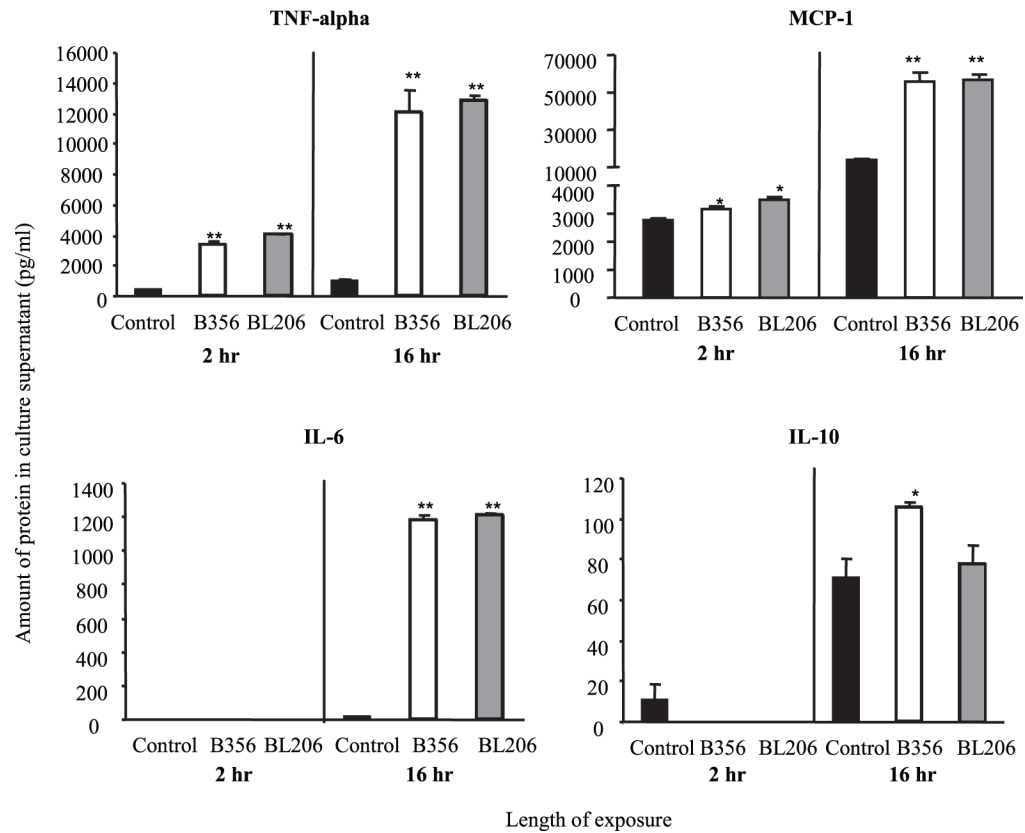 TNF-alpha
16000
14000
12000
10000
8000
6000
4000
2000
0
** ** ** **
Control B356 BL206 Control B356 BL206
2 hr 16 hr
MCP-1
70000
50000
30000
10000
4000
3000
2000
1000
0
* * ** **
Control B356 BL206 Control B356 BL206
2 hr 16 hr
Amount of protein in culture supernatant (pg/ml)
IL-6
1400
1200
1000
800
600
400
200
0
** **
Control B356 BL206 Control B356 BL206
2 hr 16 hr
IL-10
120
100
80
60
40
20
0
*
Control B356 BL206 Control B356 BL206
2 hr 16 hr
Length of exposure